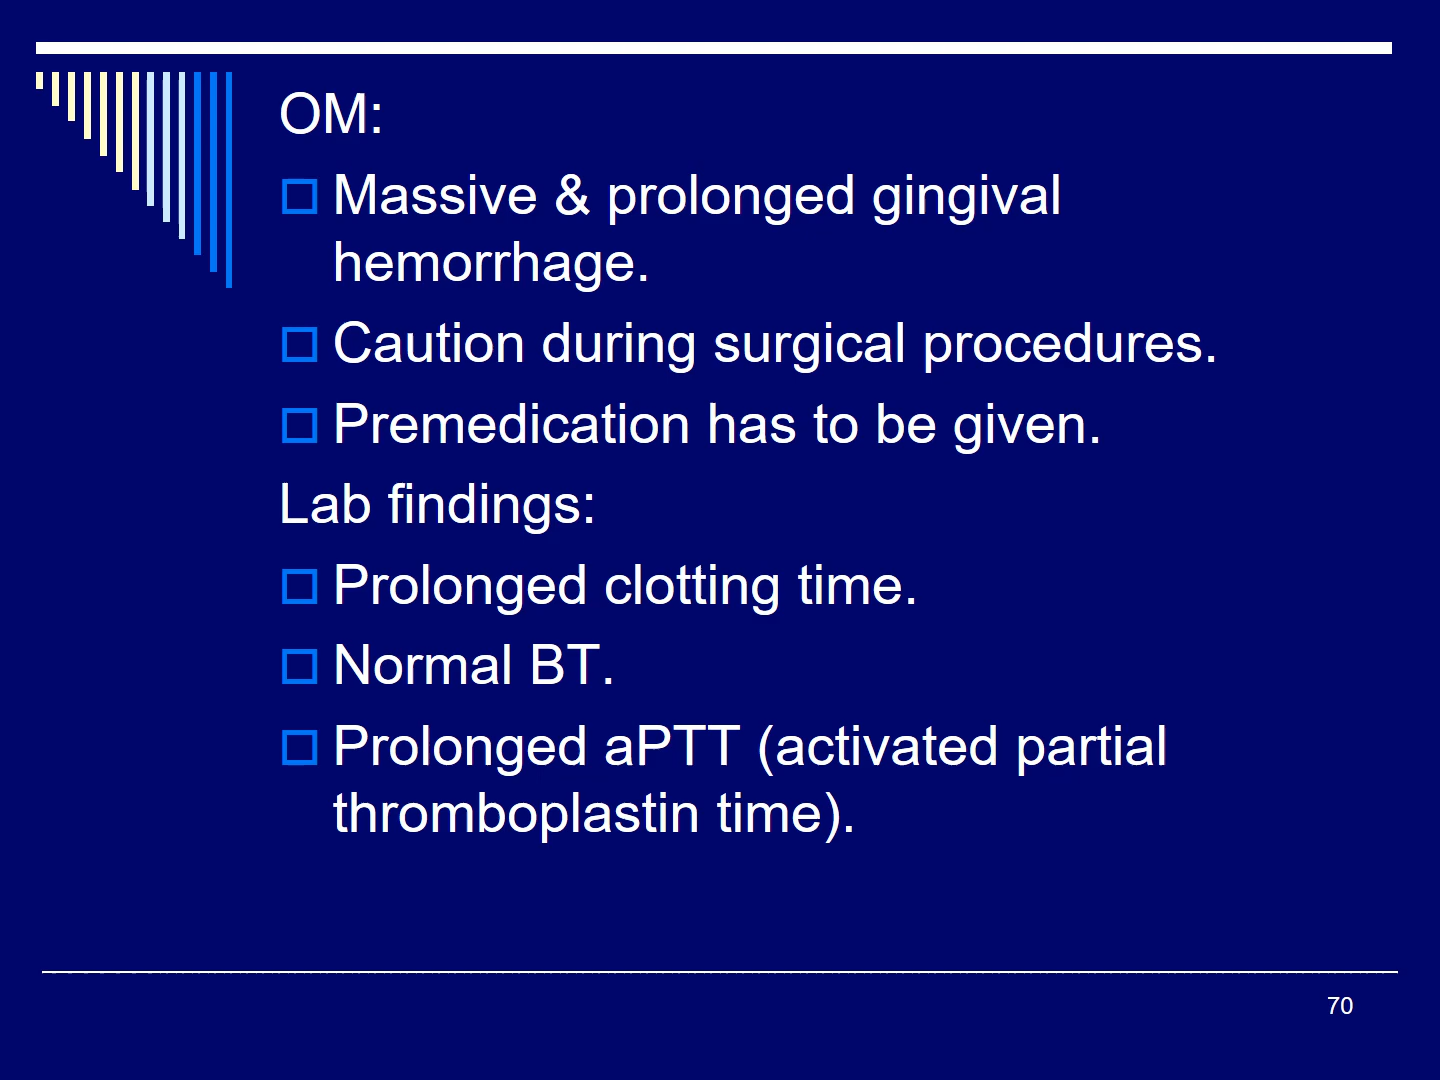 OM:
Massive & prolonged gingival
hemorrhage.
Caution during surgical procedures.
Premedication has to be given.
Lab findings:
Prolonged clotting time.
Normal BT.
Prolonged aPTT (activated partial
thromboplastin time).
70